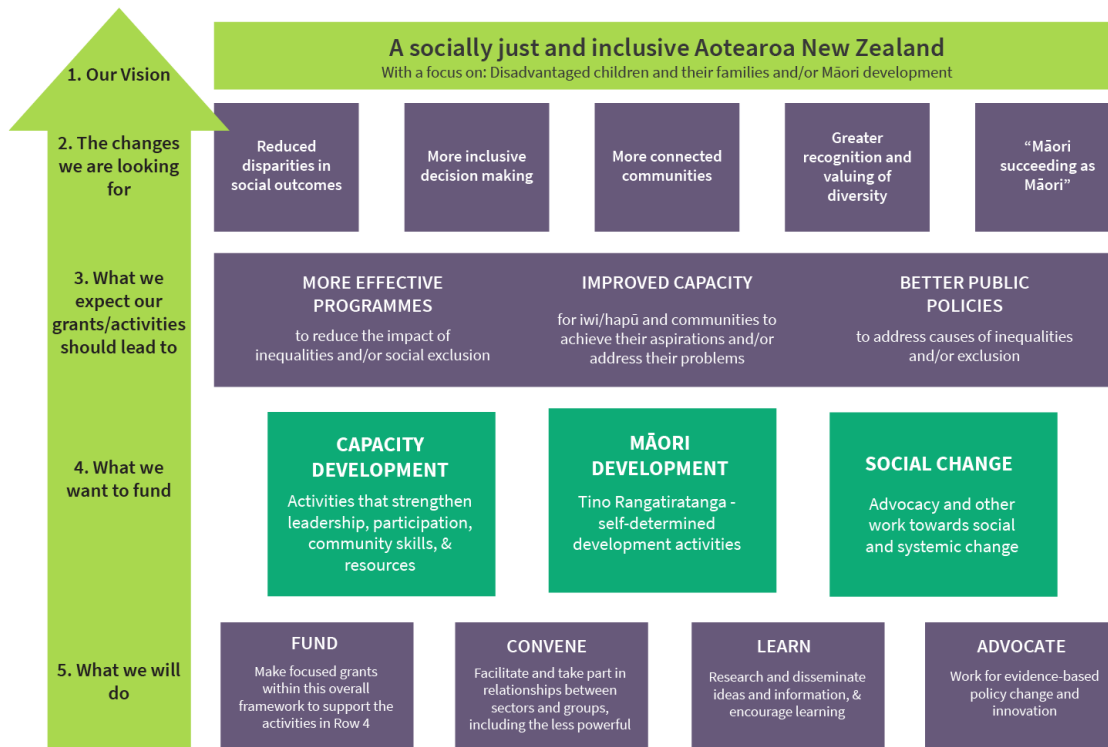 A socially just and inclusive Aotearoa New Zealand
With a focus on: Disadvantaged children and their families and/or Māori development
1. Our Vision
2. The changes
we are looking
for
Reduced
disparities in
social outcomes
More inclusive
decision making
More connected
communities
Greater
recognition and
valuing of
diversity
“Māori
succeeding as
Māori”
3. What we
expect our
grants/activities
should lead to
MORE EFFECTIVE
PROGRAMMES
to reduce the impact of
inequalities and/or social exclusion
IMPROVED CAPACITY
for iwi/hapū and communities to
achieve their aspirations and/or
address their problems
BETTER PUBLIC
POLICIES
to address causes of inequalities
and/or exclusion
4. What we
want to fund
CAPACITY
DEVELOPMENT
Activities that strengthen
leadership, participation,
community skills, &
resources
MĀORI
DEVELOPMENT
Tino Rangatiratanga -
self-determined
development activities
SOCIAL CHANGE
Advocacy and other
work towards social
and systemic change
5. What we will
do
FUND
Make focused grants
within this overall
framework to support the
activities in Row 4
CONVENE
Facilitate and take part in
relationships between
sectors and groups,
including the less powerful
LEARN
Research and disseminate
ideas and information, &
encourage learning
ADVOCATE
Work for evidence-based
policy change and
innovation